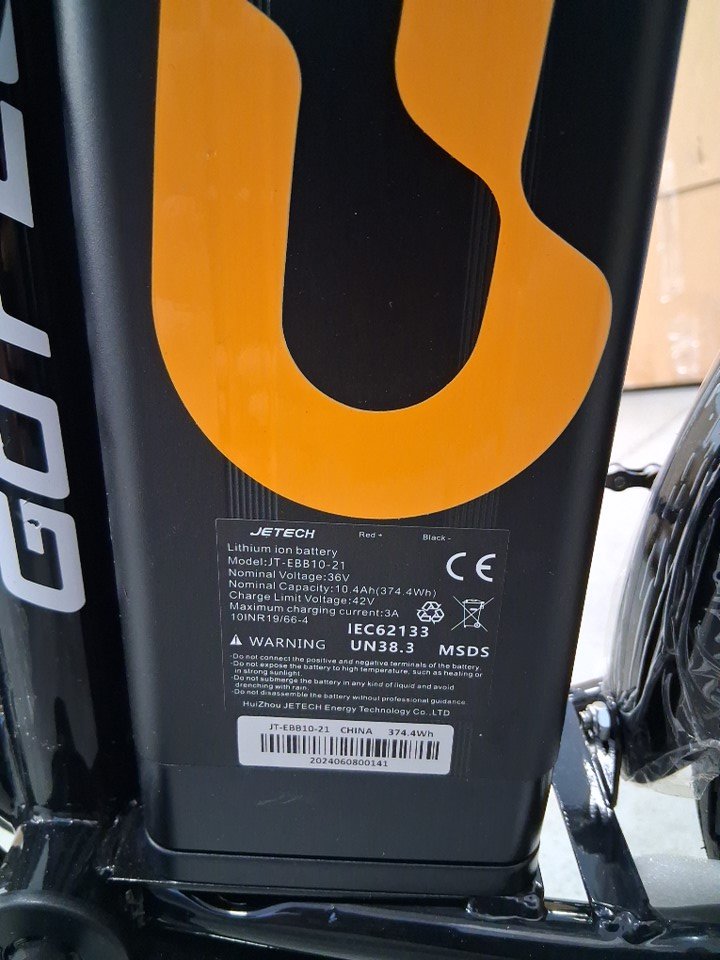 JETECH Red + Black -
Lithium ion battery
Model:JT-EBB10-21
Nominal Voltage:36V
Nominal Capacity:10.4Ah(374.4Wh)
Charge Limit Voltage:42V
Maximum charging current:3A
10INR19/66-4
CE
IEC62133
WARNING UN38.3 MSDS
·Do not connect the positive and negative terminals of the battery.
·Do not expose the battery to high temperature, such as heating or
in strong sunlight.
·Do not submerge the battery in any kind of liquid and avoid
drenching with rain.
·Do not disassemble the battery without professional guidance.
HuiZhou JETECH Energy Technology Co.,LTD
JT-EBB10-21 CHINA 374.4Wh
2024060800141